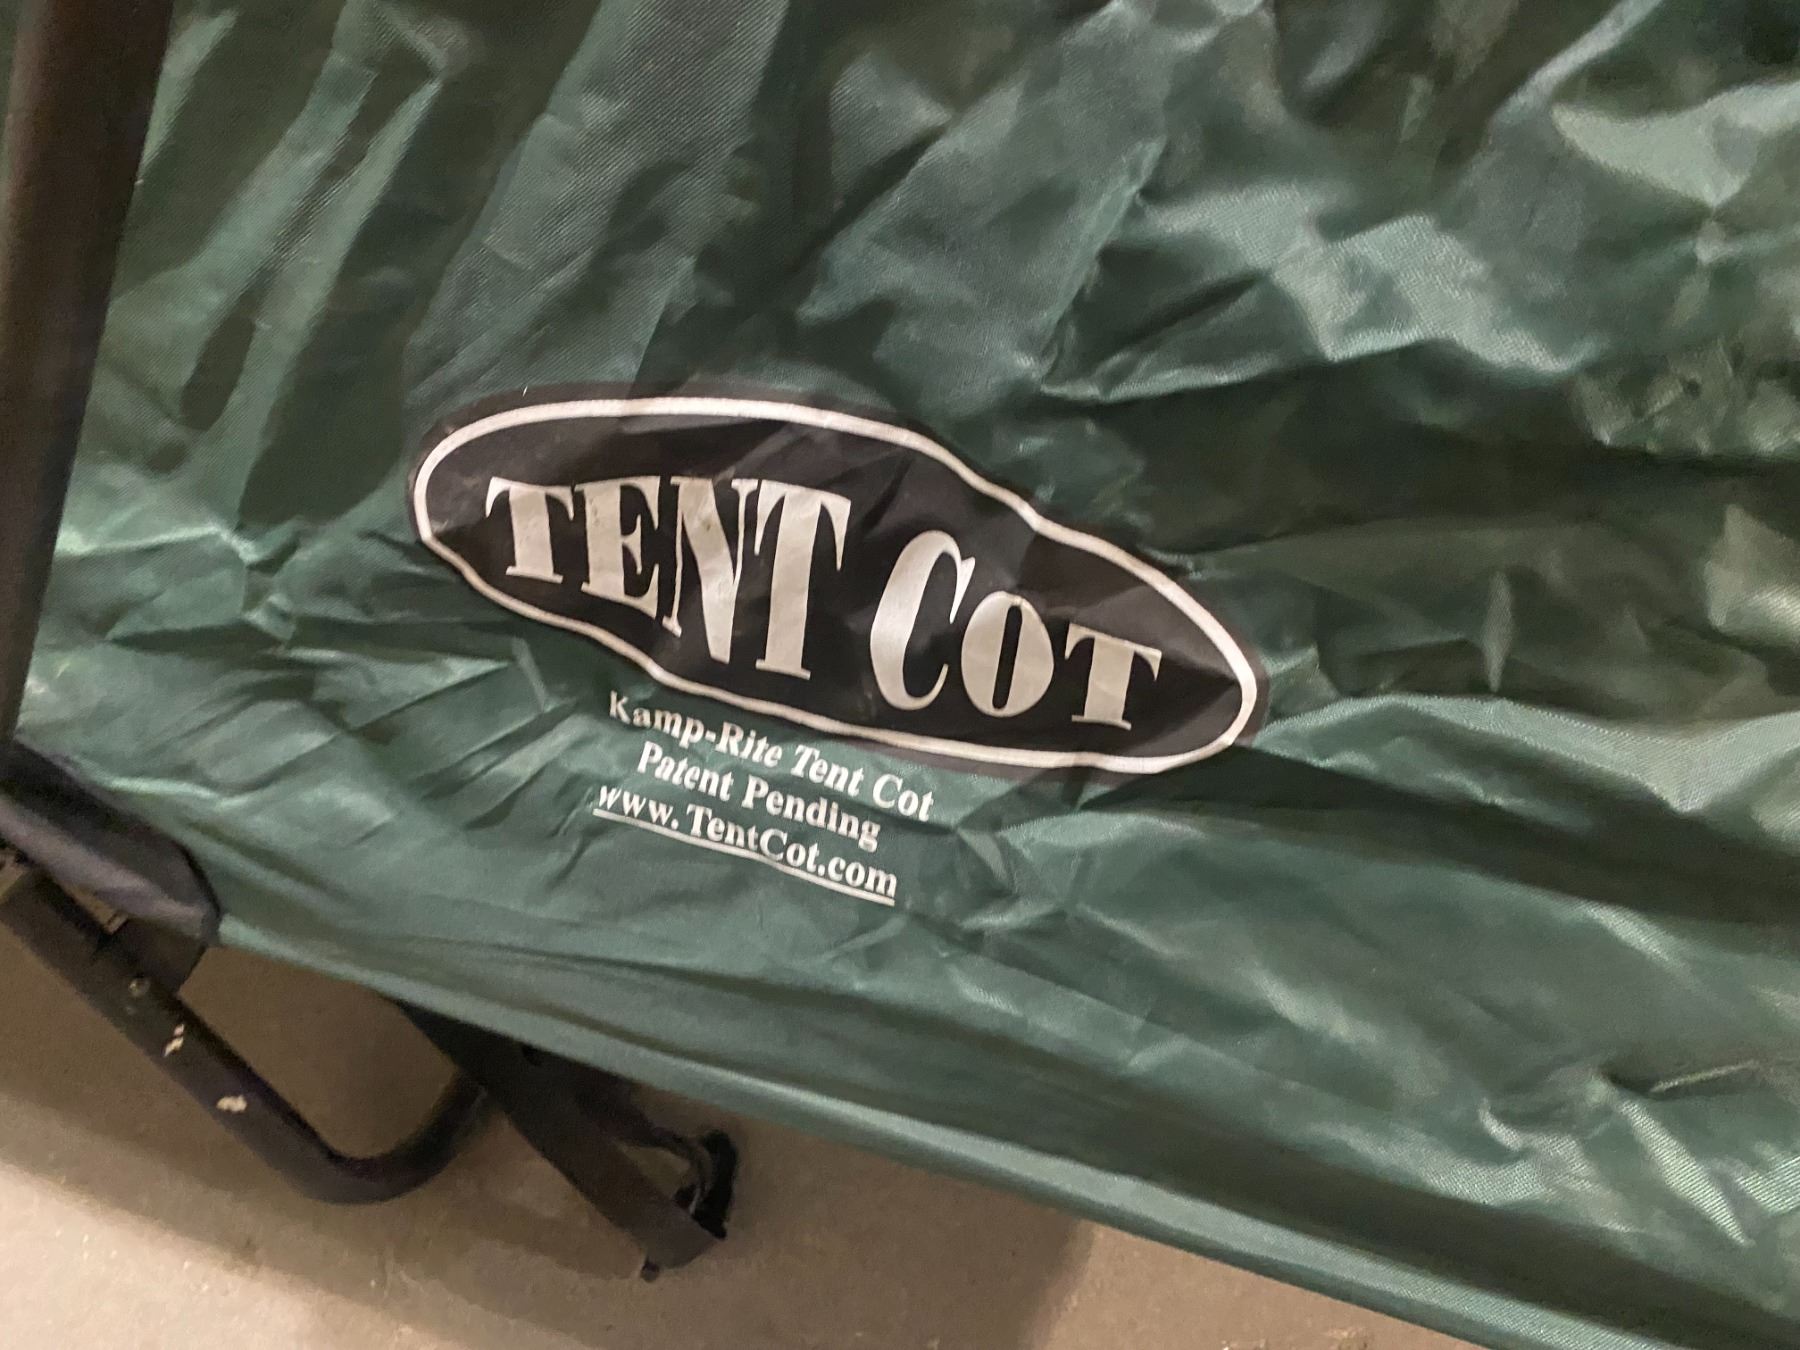 TENT COT
Kamp-Rite Tent Cot
Patent Pending
www.TentCot.com